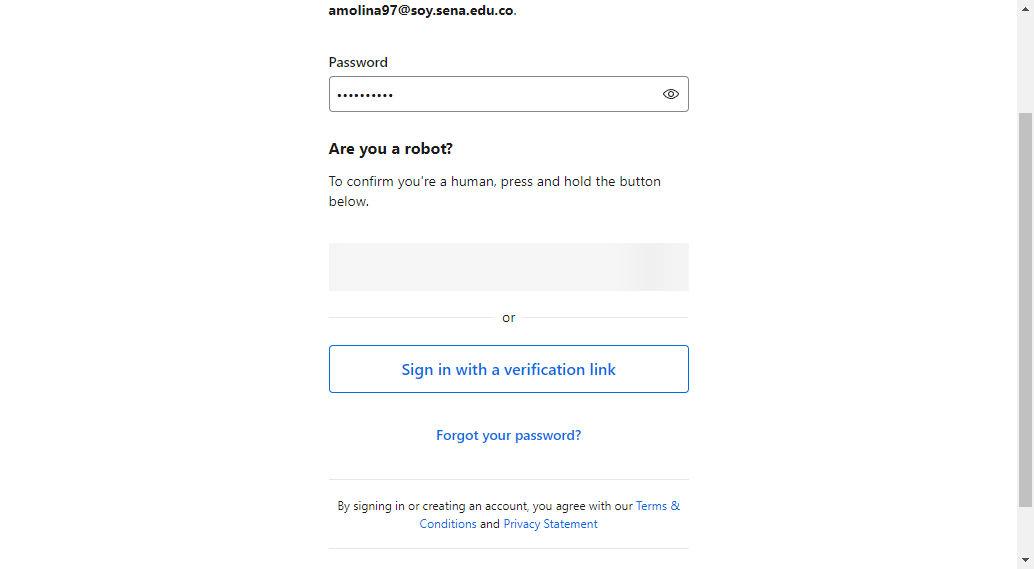 amolina97@soy.sena.edu.co.
Password
••••••••••
Are you a robot?
To confirm you're a human, press and hold the button
below.
or
Sign in with a verification link
Forgot your password?
By signing in or creating an account, you agree with our Terms &
Conditions and Privacy Statement